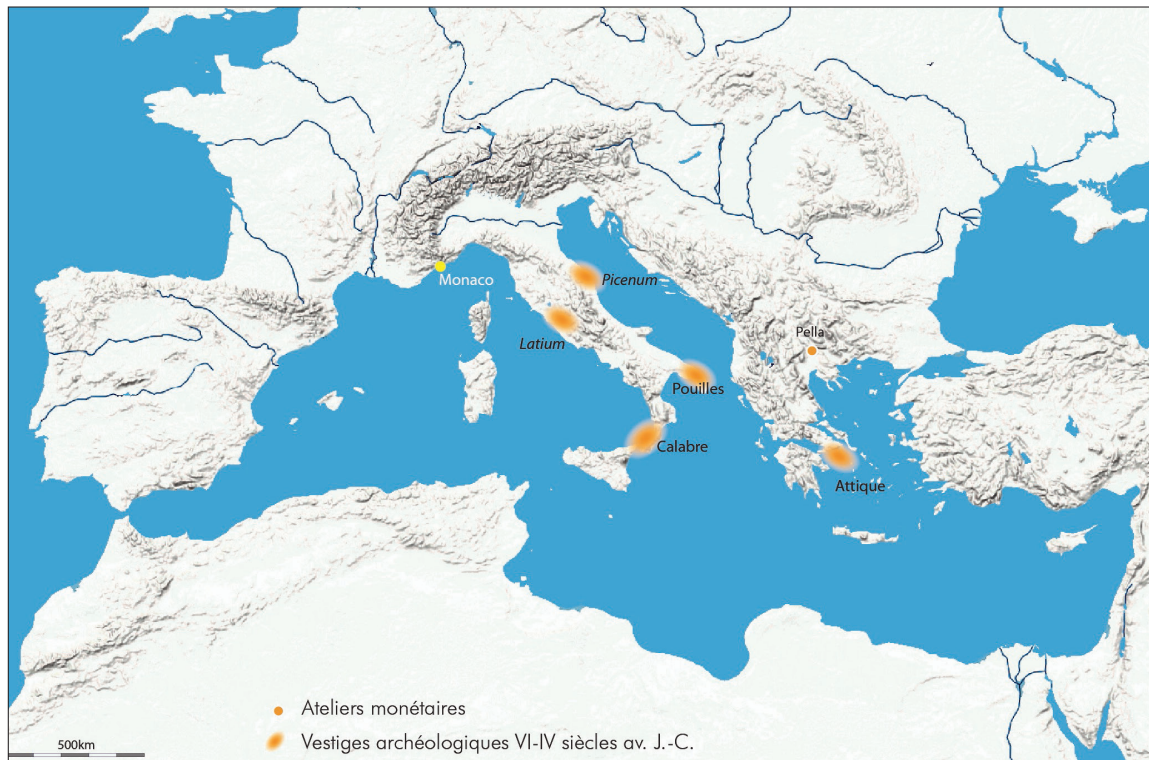 Monaco
Picenum
Latium
Pella
Pouilles
Calabre
Attique
Ateliers monétaires
Vestiges archéologiques VI-IV siècles av. J.-C.
500km